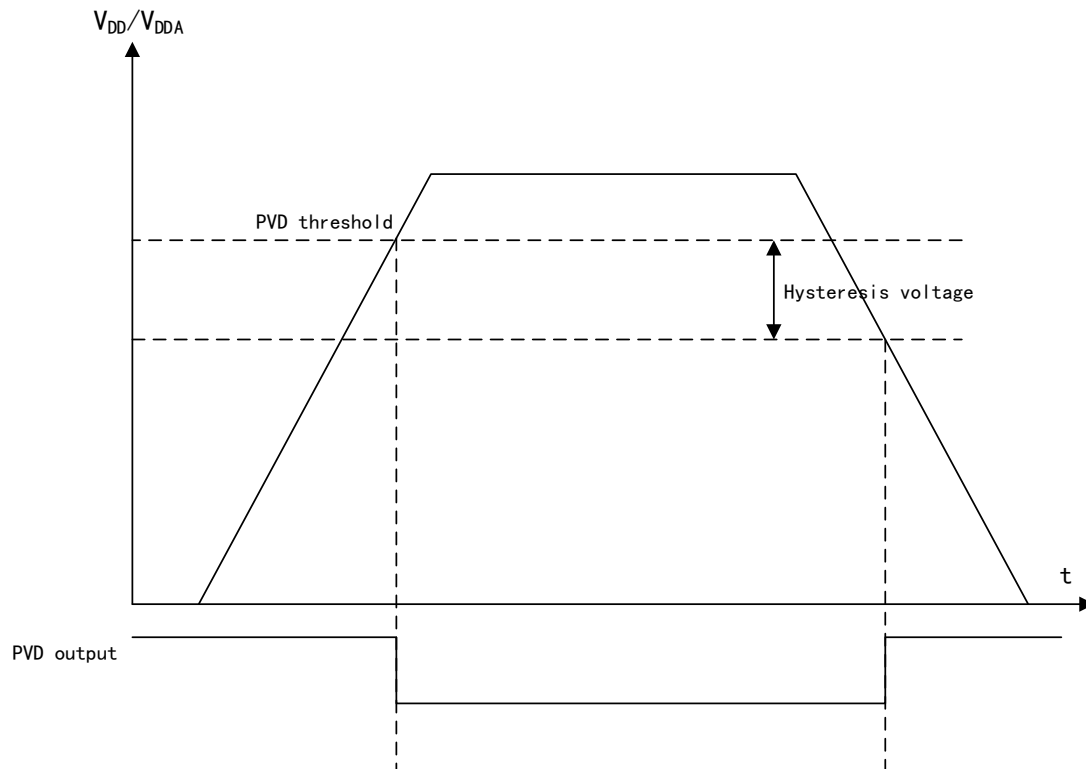 VDD/VDDA
PVD threshold
Hysteresis voltage
t
PVD output